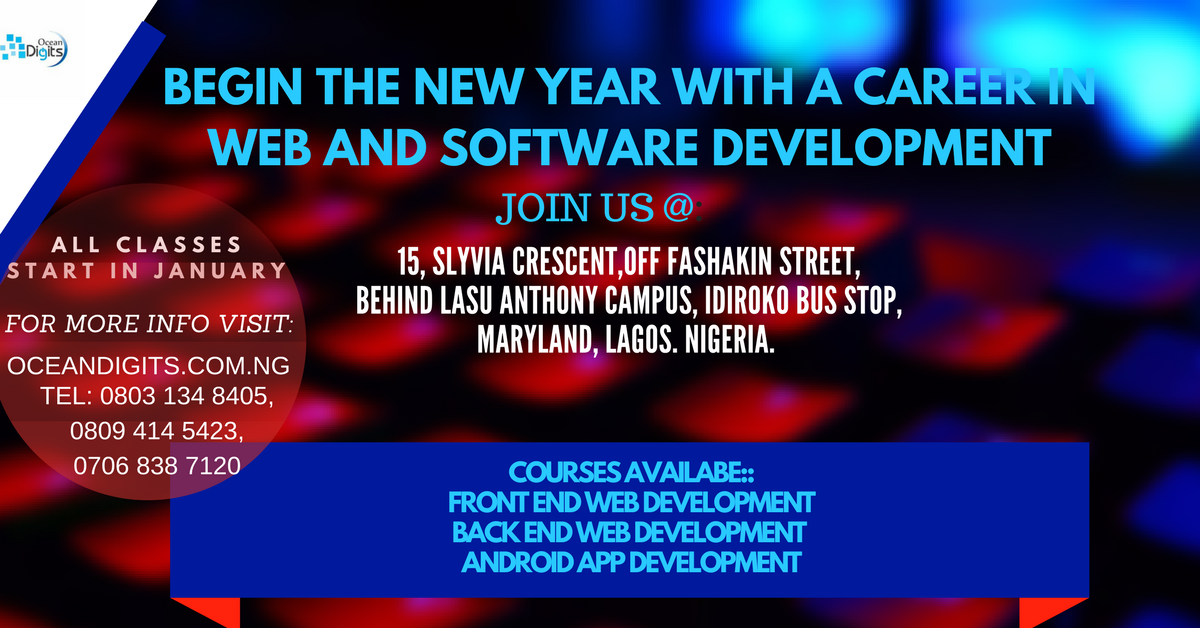 Ocean
Digits
BEGIN THE NEW YEAR WITH A CAREER IN
WEB AND SOFTWARE DEVELOPMENT
JOIN US @:
15, SLYVIA CRESCENT,OFF FASHAKIN STREET,
BEHIND LASU ANTHONY CAMPUS, IDIROKO BUS STOP,
MARYLAND, LAGOS. NIGERIA.
ALL CLASSES
START IN JANUARY
FOR MORE INFO VISIT:
OCEANDIGITS.COM.NG
TEL: 0803 134 8405,
0809 414 5423,
0706 838 7120
COURSES AVAILABE::
FRONT END WEB DEVELOPMENT
BACK END WEB DEVELOPMENT
ANDROID APP DEVELOPMENT